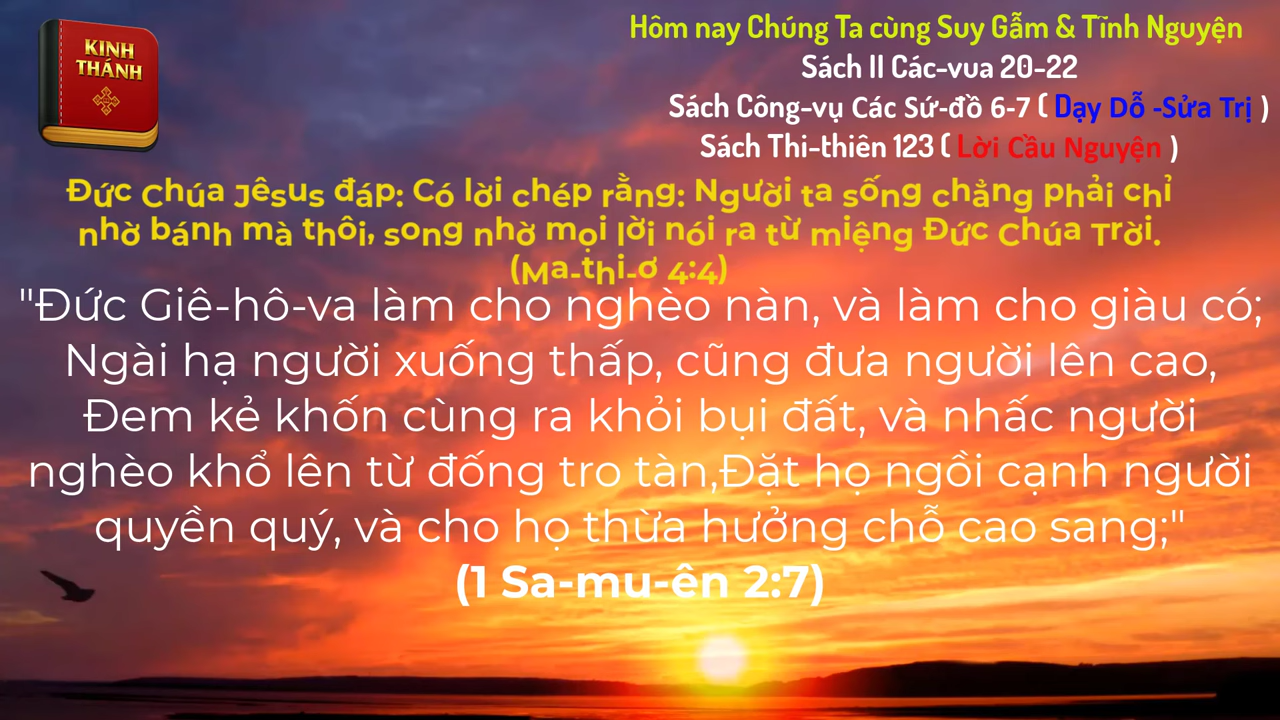 KINH
THÁNH
Hôm nay Chúng Ta cùng Suy Gẫm & Tĩnh Nguyện
Sách II Các-vua 20-22
Sách Công-vụ Các Sứ-đồ 6-7 ( Dạy Dỗ -Sửa Trị )
Sách Thi-thiên 123 ( Lời Cầu Nguyện )
Đức Chúa Jêsus đáp: Có lời chép rằng: Người ta sống chẳng phải chỉ
nhờ bánh mà thôi, song nhờ mọi lời nói ra từ miệng Đức Chúa Trời.
(Ma-thi-ơ 4:4)
"Đức Giê-hô-va làm cho nghèo nàn, và làm cho giàu có;
Ngài hạ người xuống thấp, cũng đưa người lên cao,
Đem kẻ khốn cùng ra khỏi bụi đất, và nhấc người
nghèo khổ lên từ đống tro tàn,Đặt họ ngồi cạnh người
quyền quý, và cho họ thừa hưởng chỗ cao sang;"
(1 Sa-mu-ên 2:7)